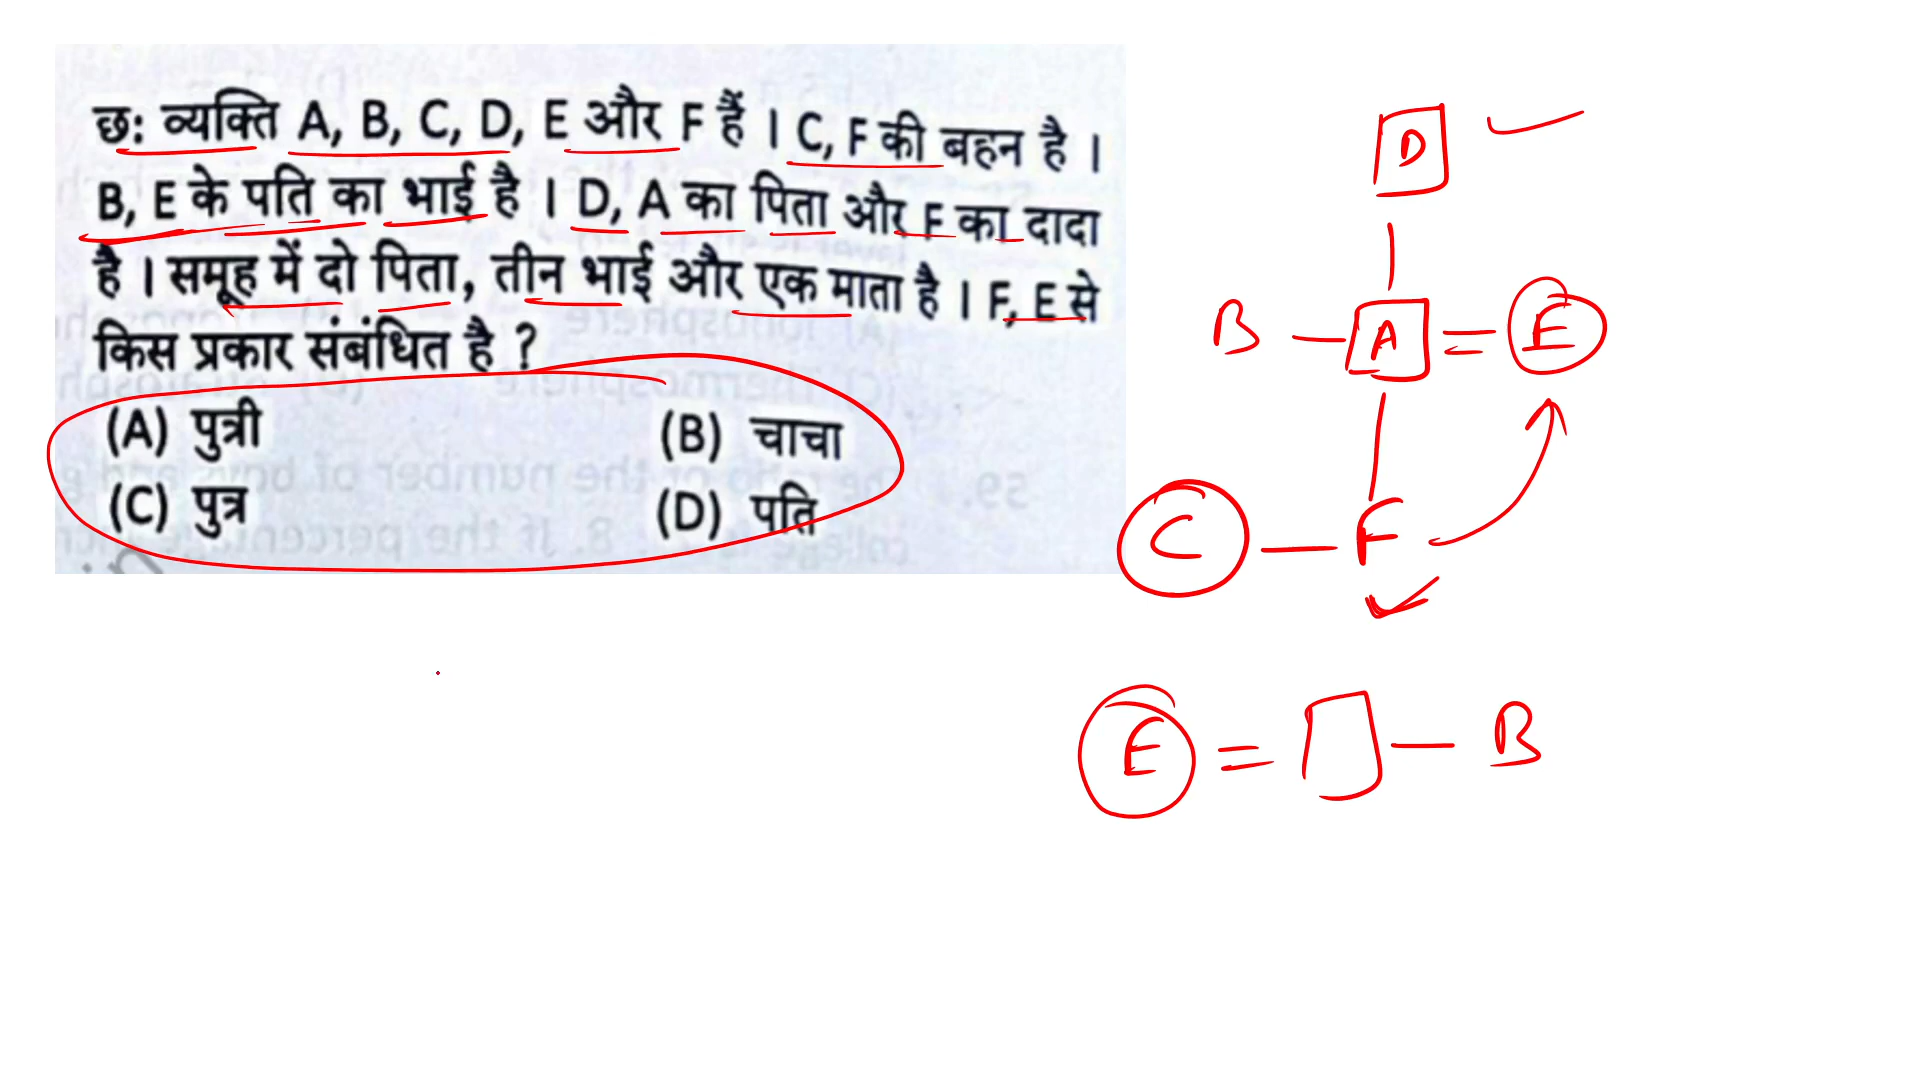 छ: व्यक्ति A, B, C, D, E और F हैं । C, F की बहन है ।
B, E के पति का भाई है । D, A का पिता और F का दादा
है । समूह में दो पिता, तीन भाई और एक माता है । F, E से
किस प्रकार संबंधित है ?
(A) पुत्री (B) चाचा
(C) पुत्र (D) पति
D
B — A = E
C — F
E = — B